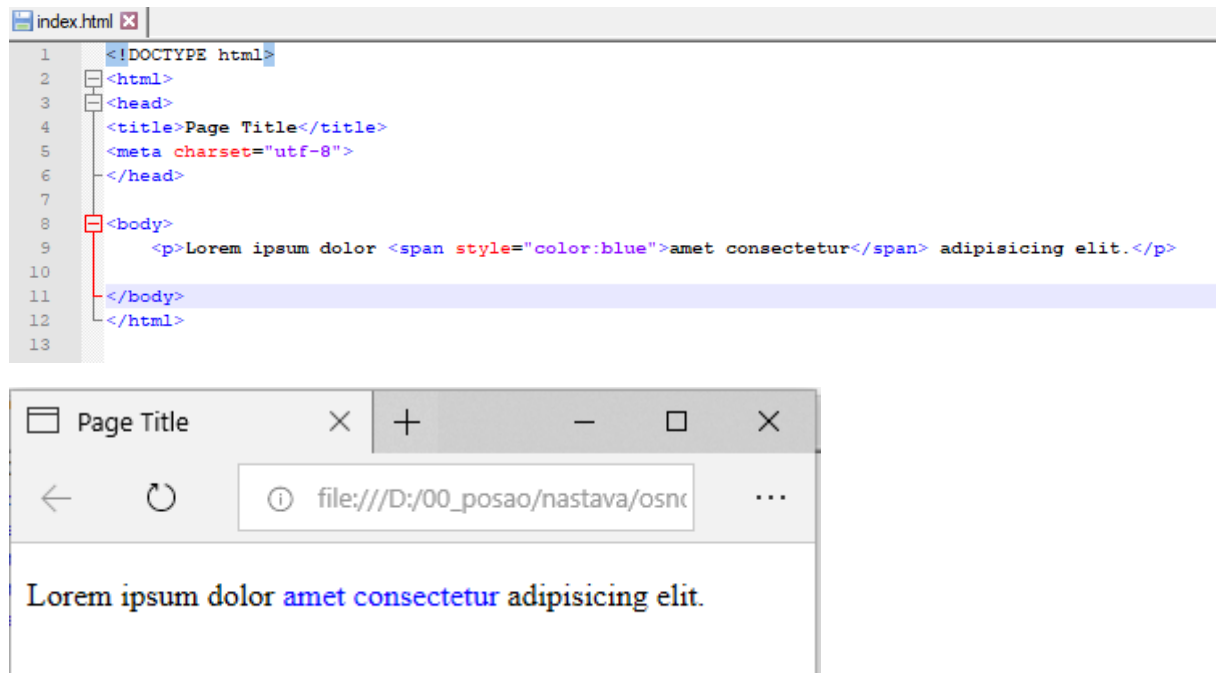 index.html
1 <!DOCTYPE html>
2 <html>
3 <head>
4 <title>Page Title</title>
5 <meta charset="utf-8">
6 </head>
7
8 <body>
9 <p>Lorem ipsum dolor <span style="color:blue">amet consectetur</span> adipisicing elit.</p>
10
11 </body>
12 </html>
13
Page Title
file:///D:/00_posao/nastava/osno
Lorem ipsum dolor amet consectetur adipisicing elit.